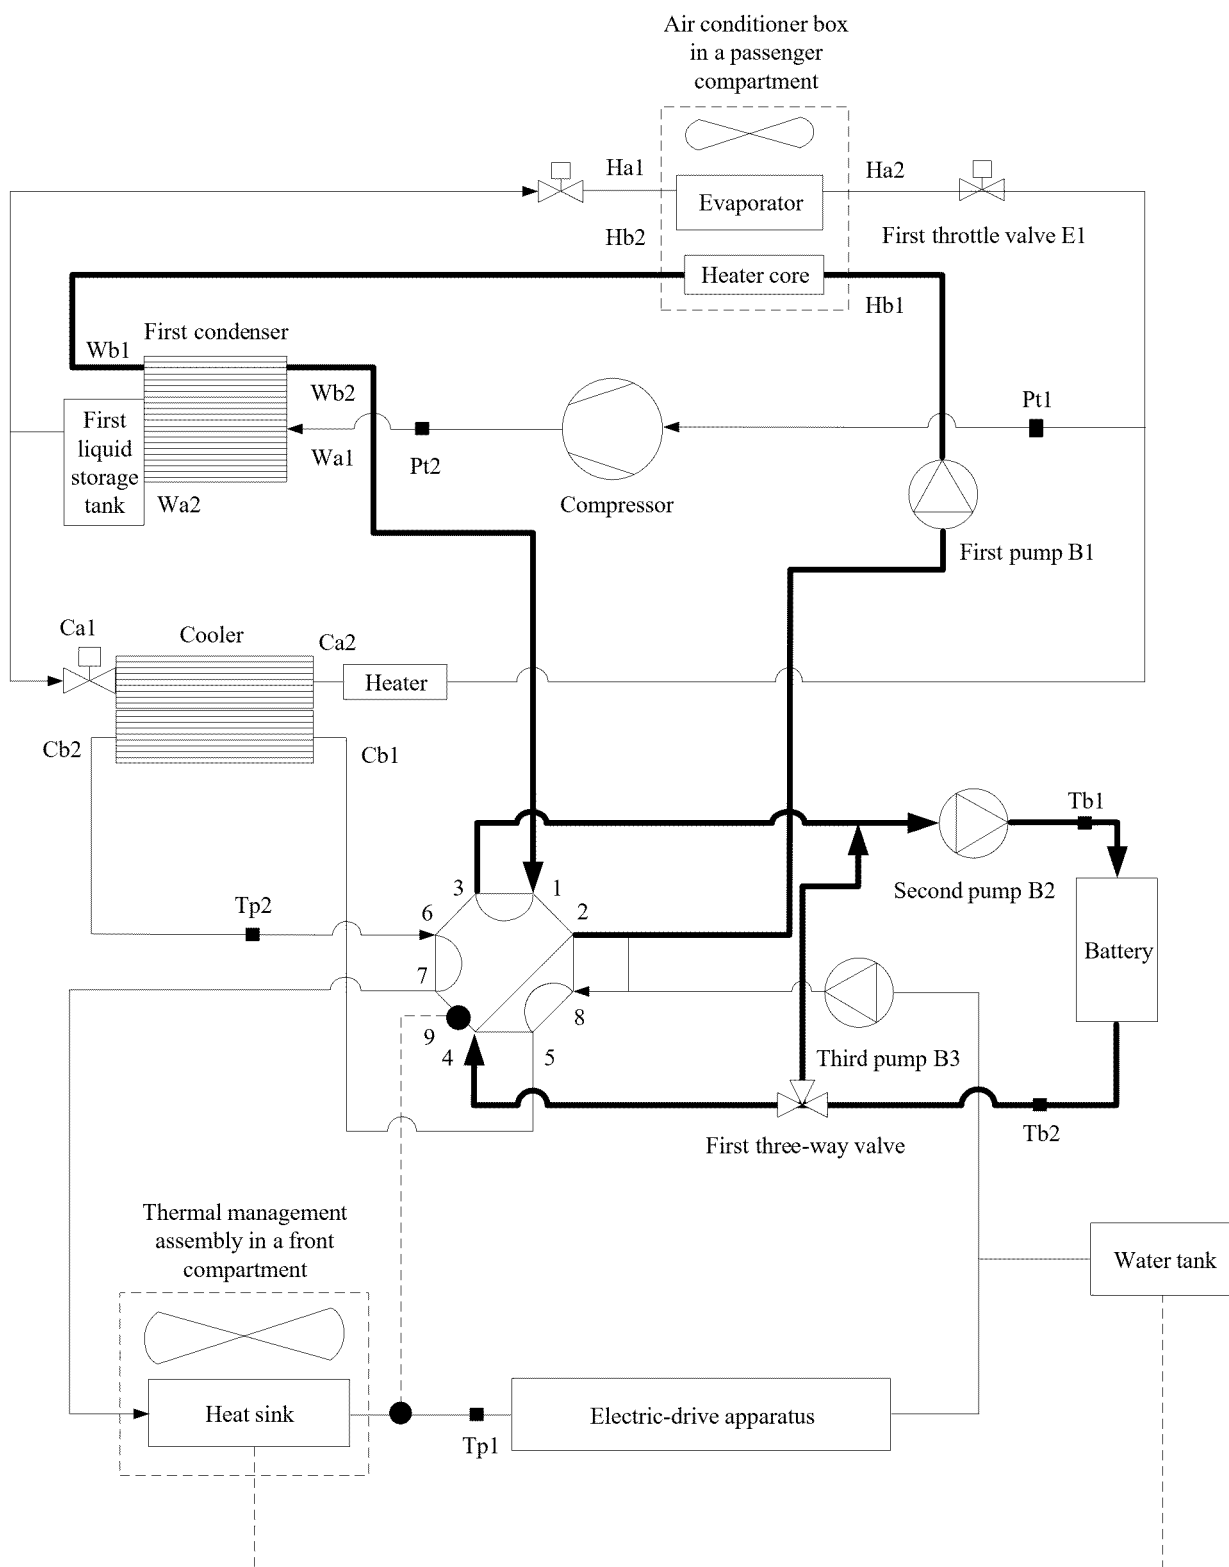 Air conditioner box
in a passenger
compartment
Ha1
Ha2
Evaporator
Hb2
First throttle valve E1
Heater core
Hb1
First condenser
Wb1
Wb2
Pt1
First
liquid
storage
tank
Wa1
Pt2
Wa2
Compressor
First pump B1
Ca1
Cooler
Ca2
Heater
Cb2
Cb1
Tb1
3
1
Second pump B2
Tp2
6
2
Battery
7
8
9
4
5
Third pump B3
First three-way valve
Tb2
Thermal management
assembly in a front
compartment
Water tank
Heat sink
Electric-drive apparatus
Tp1